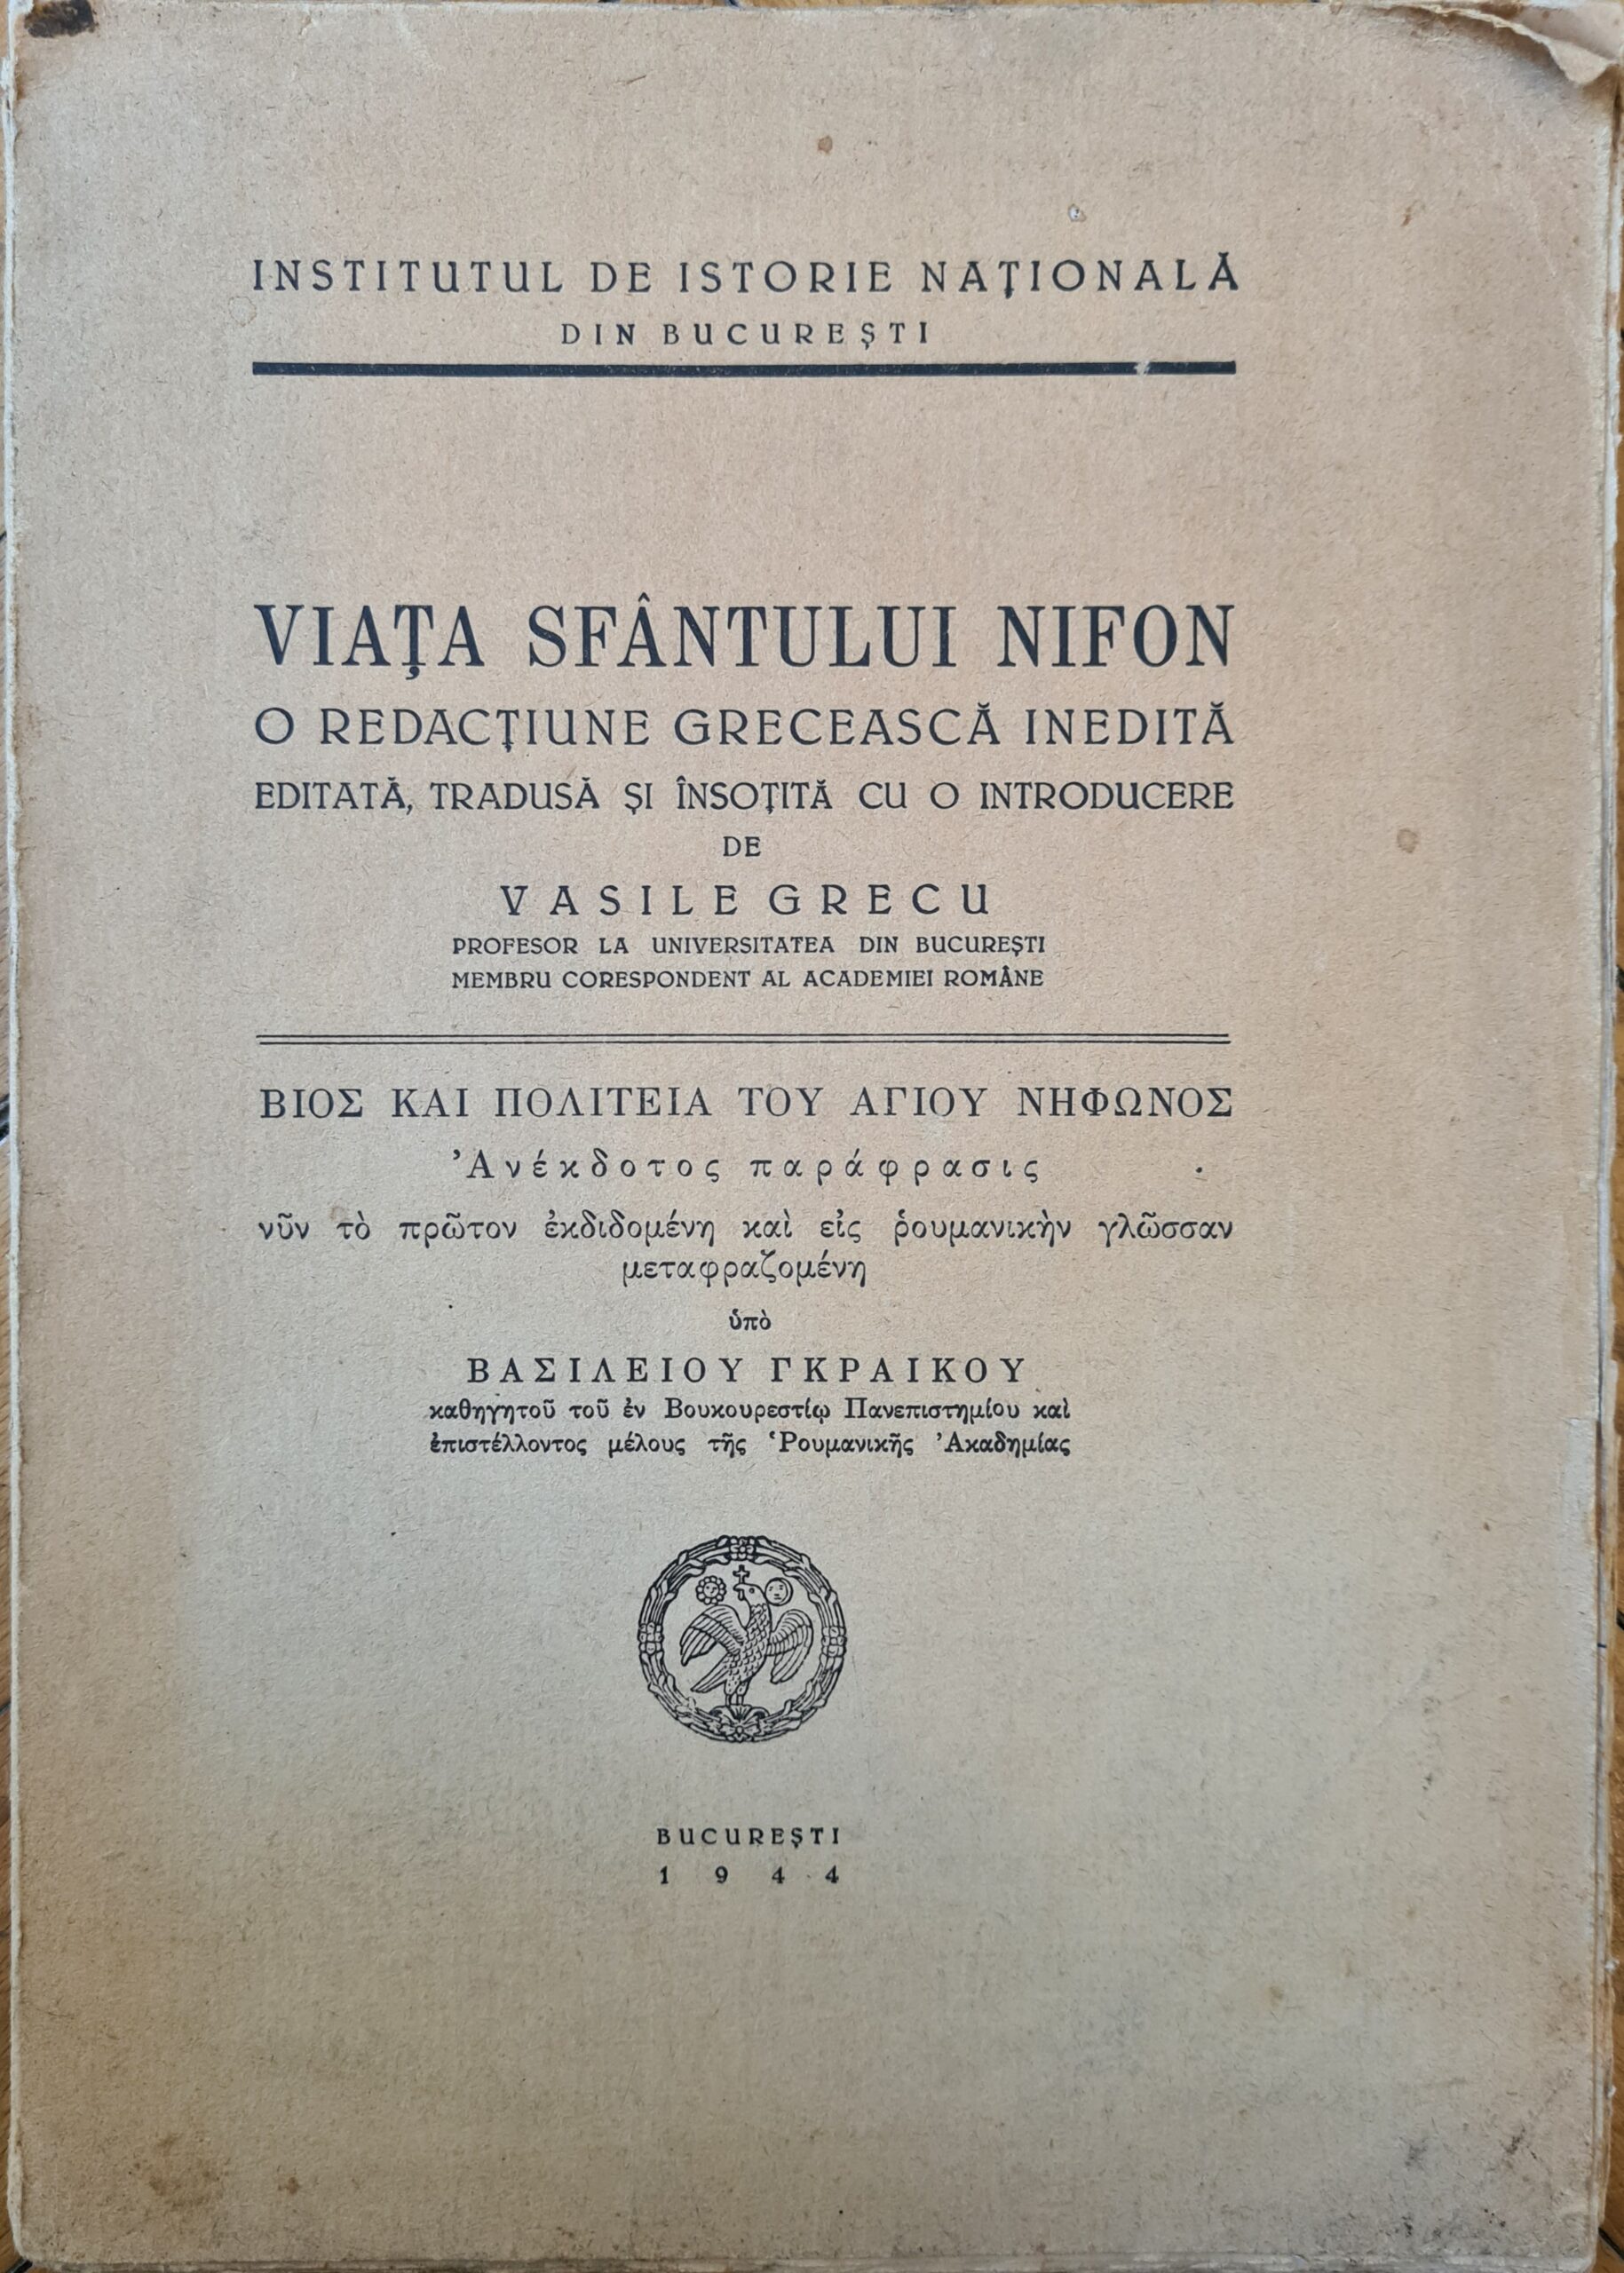 INSTITUTUL DE ISTORIE NAŢIONALĂ
DIN BUCUREŞTI
VIAŢA SFÂNTULUI NIFON
O REDACŢIUNE GRECEASCĂ INEDITĂ
EDITATĂ, TRADUSĂ ŞI ÎNSOŢITĂ CU O INTRODUCERE
DE
VASILE GRECU
PROFESOR LA UNIVERSITATEA DIN BUCUREŞTI
MEMBRU CORESPONDENT AL ACADEMIEI ROMÂNE
ΒΙΟΣ ΚΑΙ ΠΟΛΙΤΕΙΑ ΤΟΥ ΑΓΙΟΥ ΝΗΦΩΝΟΣ
Ἀνέκδοτος παράφρασις
νῦν τὸ πρῶτον ἐκδιδομένη καὶ εἰς ῥουμανικὴν γλῶσσαν
μεταφραζομένη
ὑπὸ
ΒΑΣΙΛΕΙΟΥ ΓΚΡΑΙΚΟΥ
καθηγητοῦ τοῦ ἐν Βουκουρεστίῳ Πανεπιστημίου καὶ
ἐπιστέλλοντος μέλους τῆς Ῥουμανικῆς Ἀκαδημίας
BUCUREŞTI
1944